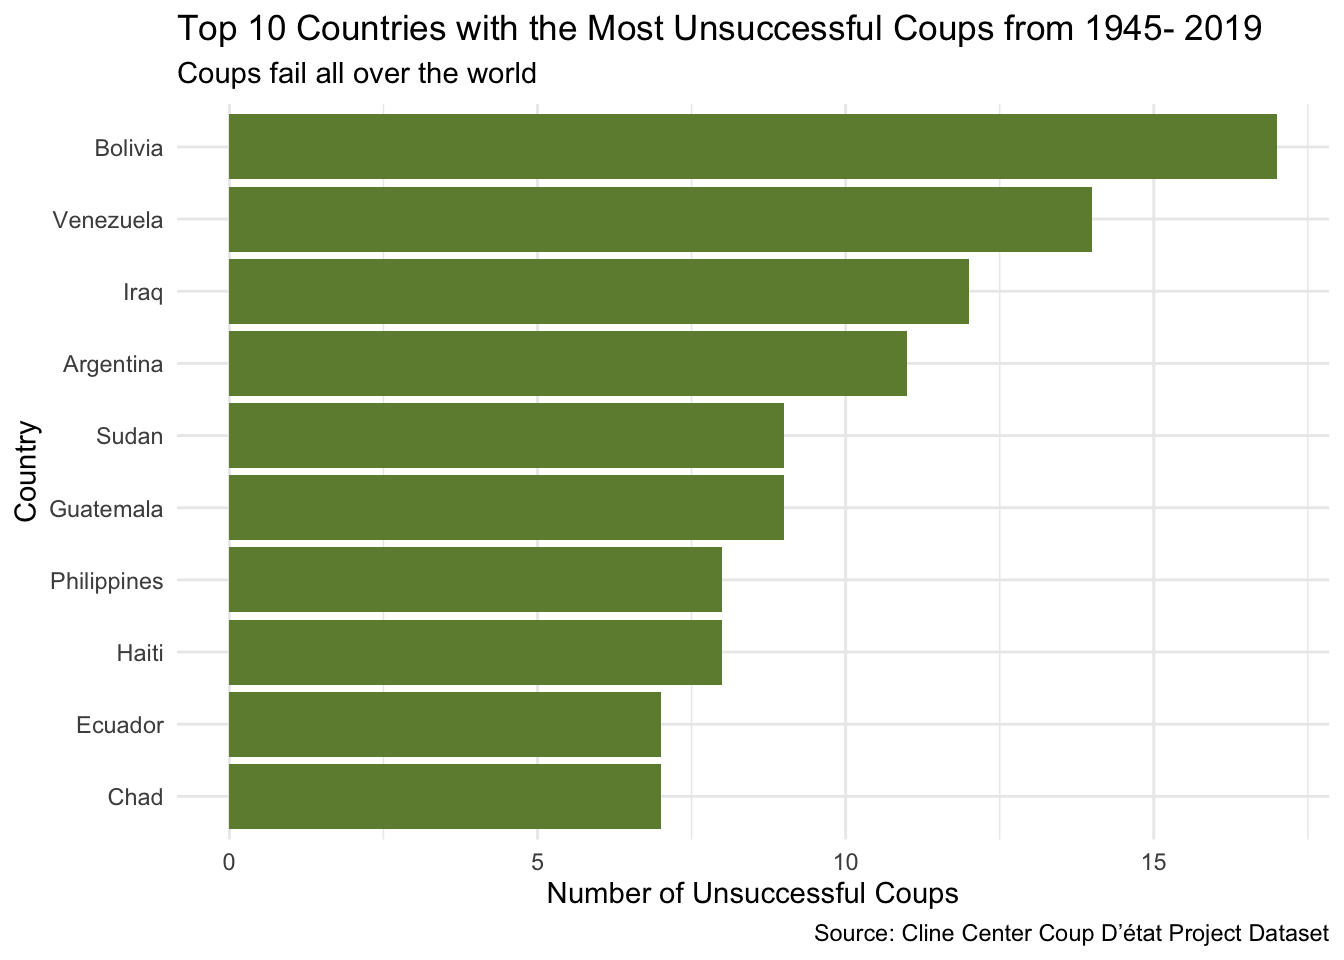 Top 10 Countries with the Most Unsuccessful Coups from 1945- 2019
Coups fail all over the world
Country
Bolivia
Venezuela
Iraq
Argentina
Sudan
Guatemala
Philippines
Haiti
Ecuador
Chad
0 5 10 15
Number of Unsuccessful Coups
Source: Cline Center Coup D’état Project Dataset